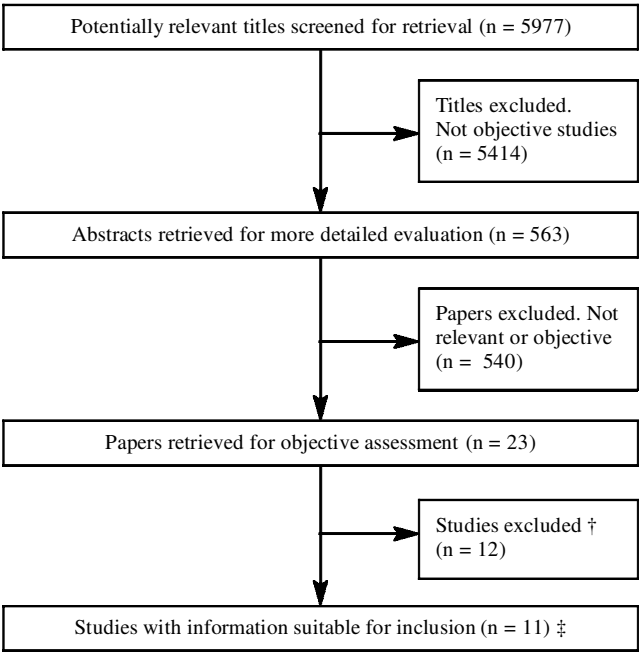 Potentially relevant titles screened for retrieval (n = 5977)
Titles excluded.
Not objective studies
(n = 5414)
Abstracts retrieved for more detailed evaluation (n = 563)
Papers excluded. Not
relevant or objective
(n =  540)
Papers retrieved for objective assessment (n = 23)
Studies excluded †
(n = 12)
Studies with information suitable for inclusion (n = 11) ‡